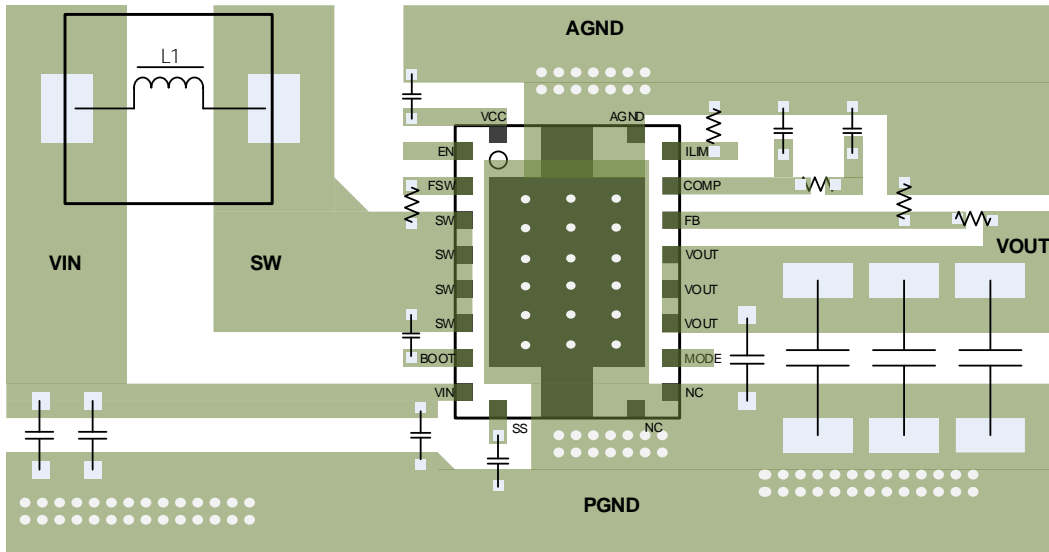 AGND
L1
VCC
AGND
EN
ILIM
FSW
COMP
SW
FB
SW
VOUT
VOUT
VIN
SW
SW
VOUT
SW
VOUT
BOOT
MODE
VIN
NC
SS
NC
PGND